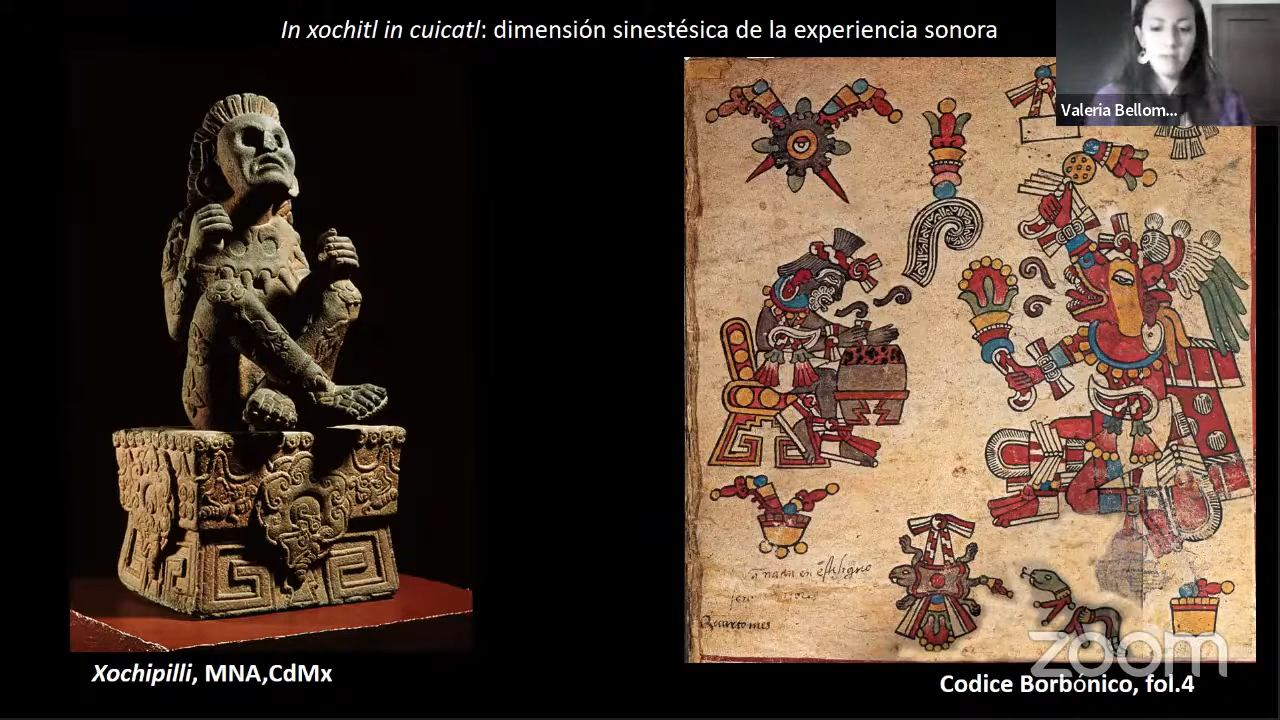 In xochitl in cuicatl: dimensión sinestésica de la experiencia sonora
Valeria Bellom...
Xochipilli, MNA,CdMx
zoom
Codice Borbónico, fol.4